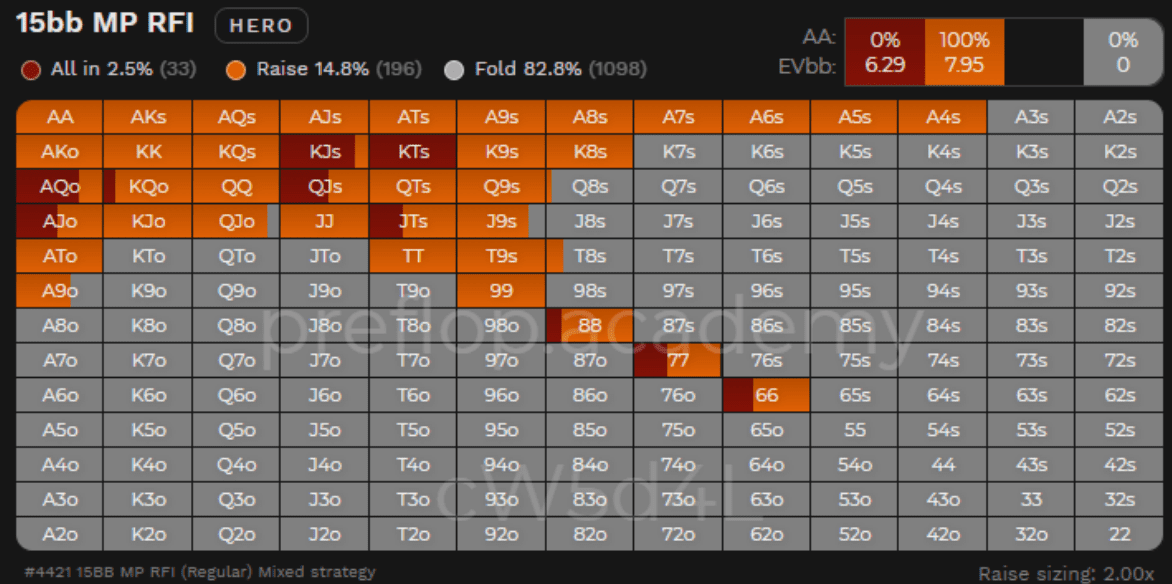 15bb MP RFI HERO
All in 2.5% (33) Raise 14.8% (196) Fold 82.8% (1098)
AA: 0% 100% 0%
EVbb: 6.29 7.95 0
AA AKs AQs AJs ATs A9s A8s A7s A6s A5s A4s A3s A2s
AKo KK KQs KJs KTs K9s K8s K7s K6s K5s K4s K3s K2s
AQo KQo QQ QJs QTs Q9s Q8s Q7s Q6s Q5s Q4s Q3s Q2s
AJo KJo QJo JJ JTs J9s J8s J7s J6s J5s J4s J3s J2s
ATo KTo QTo JTo TT T9s T8s T7s T6s T5s T4s T3s T2s
A9o K9o Q9o J9o T9o 99 98s 97s 96s 95s 94s 93s 92s
A8o K8o Q8o J8o T8o 98o 88 87s 86s 85s 84s 83s 82s
preflop.academy
A7o K7o Q7o J7o T7o 97o 87o 77 76s 75s 74s 73s 72s
A6o K6o Q6o J6o T6o 96o 86o 76o 66 65s 64s 63s 62s
A5o K5o Q5o J5o T5o 95o 85o 75o 65o 55 54s 53s 52s
A4o K4o Q4o J4o T4o 94o 84o 74o 64o 54o 44 43s 42s
cW5d4L
A3o K3o Q3o J3o T3o 93o 83o 73o 63o 53o 43o 33 32s
A2o K2o Q2o J2o T2o 92o 82o 72o 62o 52o 42o 32o 22
#4421 15BB MP RFI (Regular) Mixed strategy
Raise sizing: 2.00x